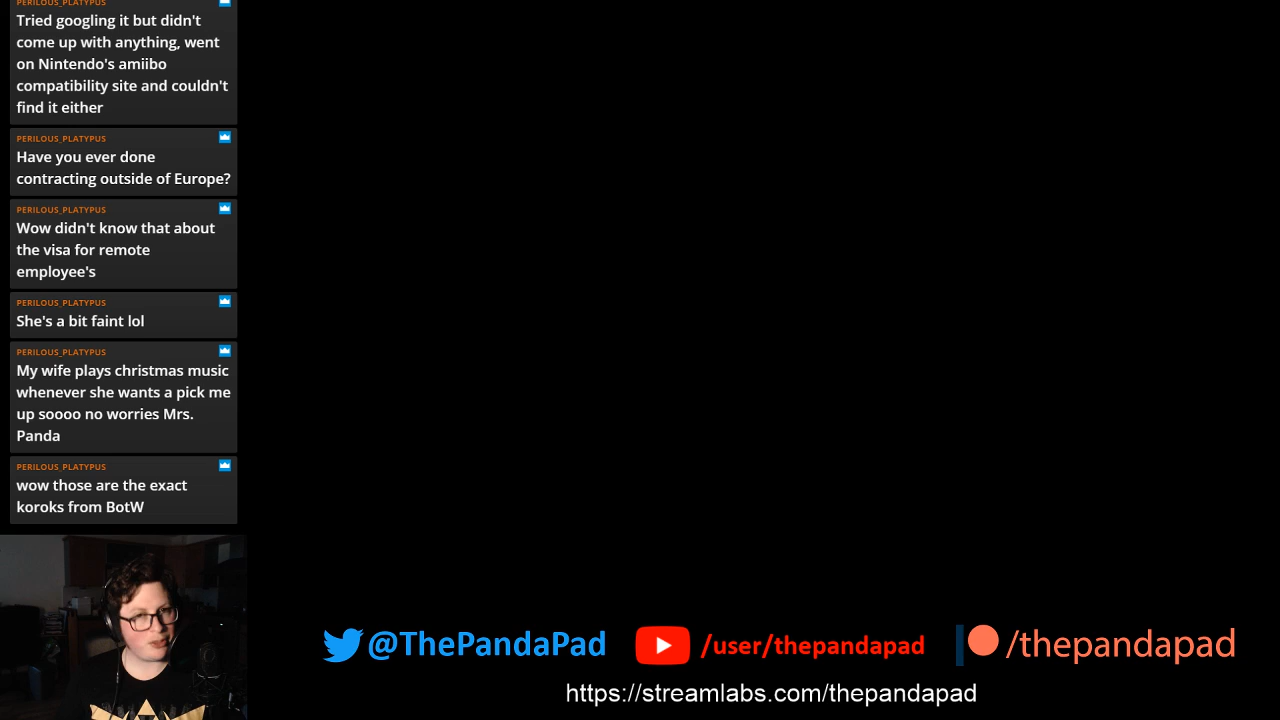 PERILOUS_PLATYPUS
Tried googling it but didn't
come up with anything, went
on Nintendo's amiibo
compatibility site and couldn't
find it either
PERILOUS_PLATYPUS
Have you ever done
contracting outside of Europe?
PERILOUS_PLATYPUS
Wow didn't know that about
the visa for remote
employee's
PERILOUS_PLATYPUS
She's a bit faint lol
PERILOUS_PLATYPUS
My wife plays christmas music
whenever she wants a pick me
up soooo no worries Mrs.
Panda
PERILOUS_PLATYPUS
wow those are the exact
koroks from BotW
@ThePandaPad
/user/thepandapad
/thepandapad
https://streamlabs.com/thepandapad